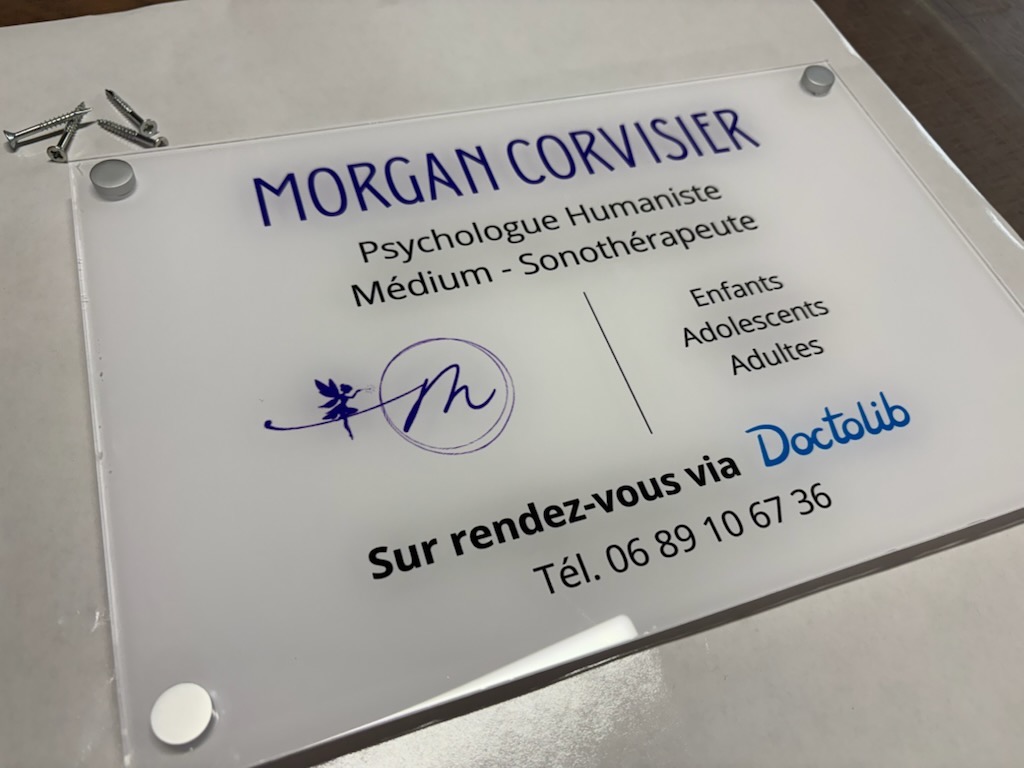 MORGAN CORVISIER
Psychologue Humaniste
Médium - Sonothérapeute
M
Enfants
Adolescents
Adultes
Sur rendez-vous via Doctolib
Tél. 06 89 10 67 36